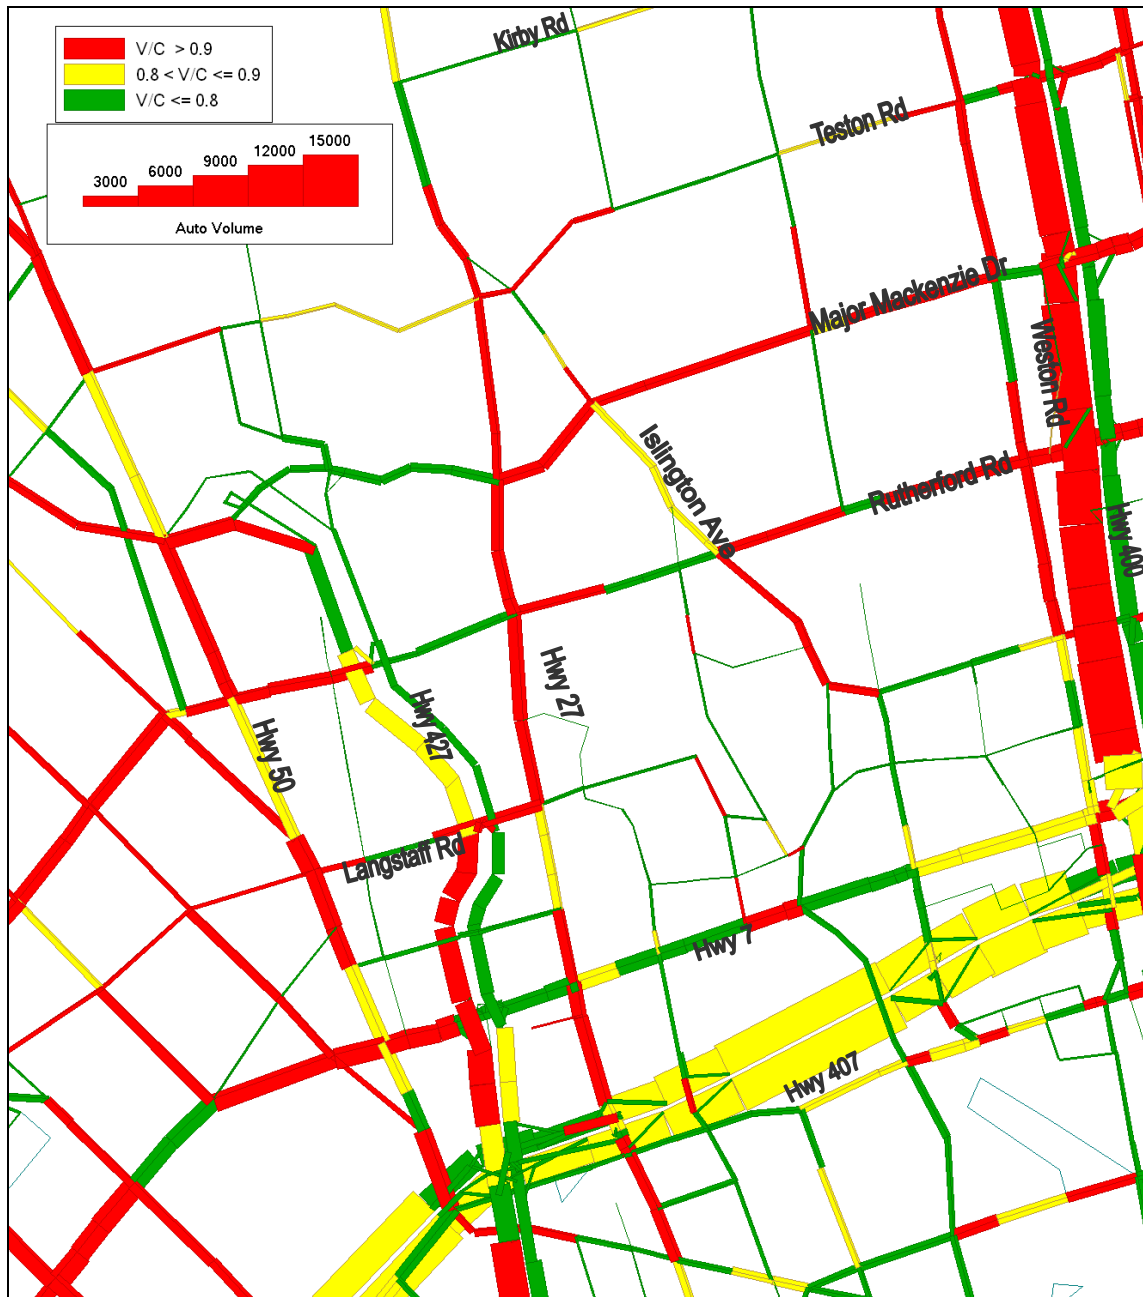 V/C > 0.9
0.8 < V/C <= 0.9
V/C <= 0.8
3000 6000 9000 12000 15000
Auto Volume
Kirby Rd
Teston Rd
Major Mackenzie Dr
Weston Rd
Islington Ave
Rutherford Rd
Hwy 400
Hwy 27
Hwy 427
Hwy 50
Langstaff Rd
Hwy 7
Hwy 407